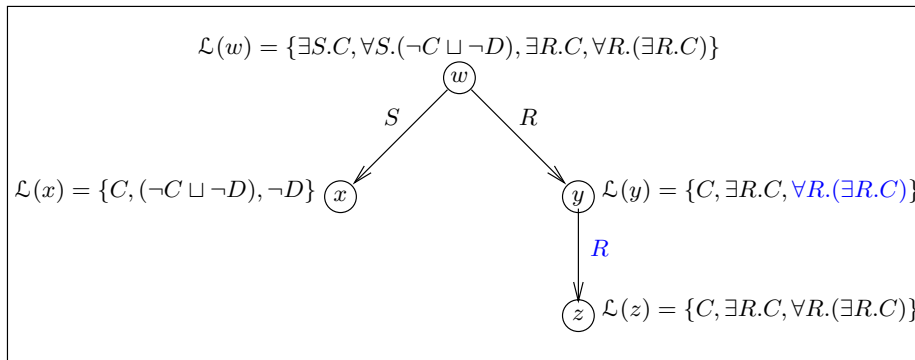 ℒ(w) = {∃S.C, ∀S.(¬C ⊔ ¬D), ∃R.C, ∀R.(∃R.C)}
w
S
R
ℒ(x) = {C, (¬C ⊔ ¬D), ¬D}
x
y
ℒ(y) = {C, ∃R.C, ∀R.(∃R.C)}
R
z
ℒ(z) = {C, ∃R.C, ∀R.(∃R.C)}